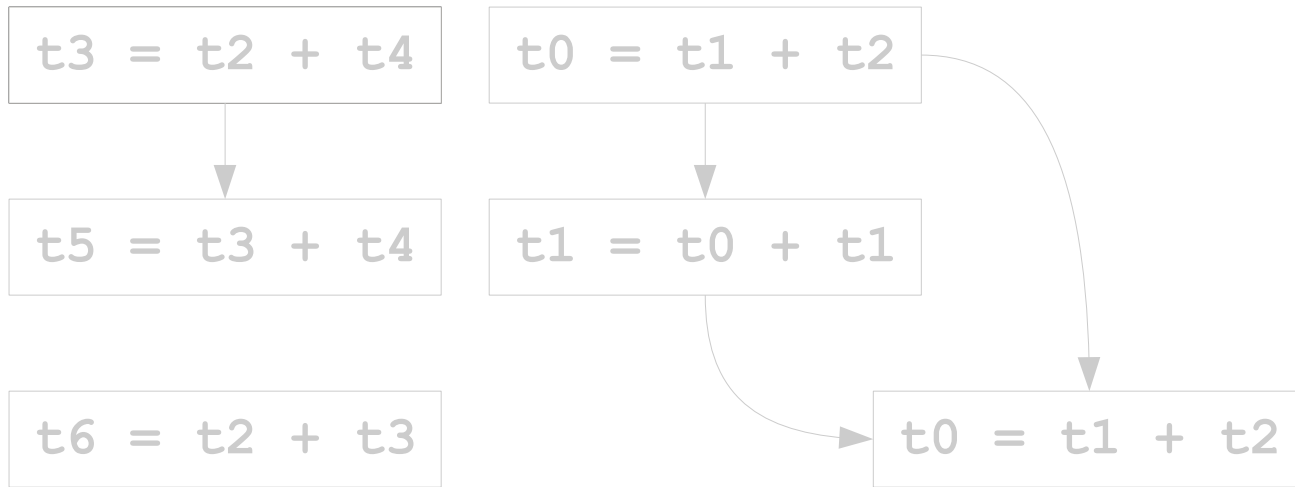 t3 = t2 + t4
t0 = t1 + t2
t5 = t3 + t4
t1 = t0 + t1
t6 = t2 + t3
t0 = t1 + t2